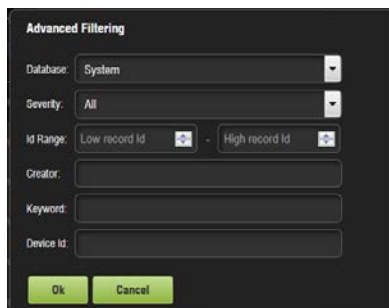 Advanced Filtering
Database: System
Severity: All
Id Range: Low record Id - High record Id
Creator:
Keyword:
Device Id:
Ok Cancel